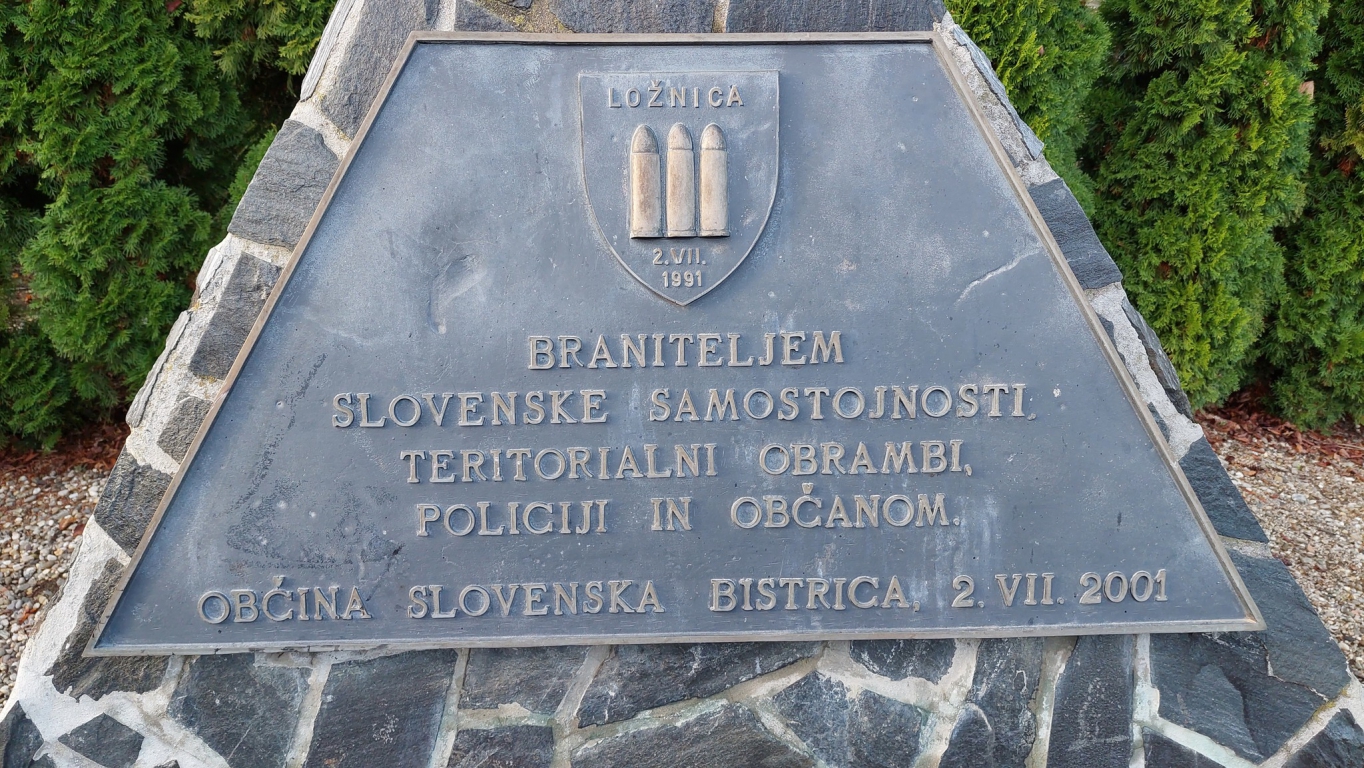 LOŽNICA
2. VII.
1991
BRANITELJEM
SLOVENSKE SAMOSTOJNOSTI,
TERITORIALNI OBRAMBI,
POLICIJI IN OBČANOM.
OBČINA SLOVENSKA BISTRICA, 2. VII. 2001